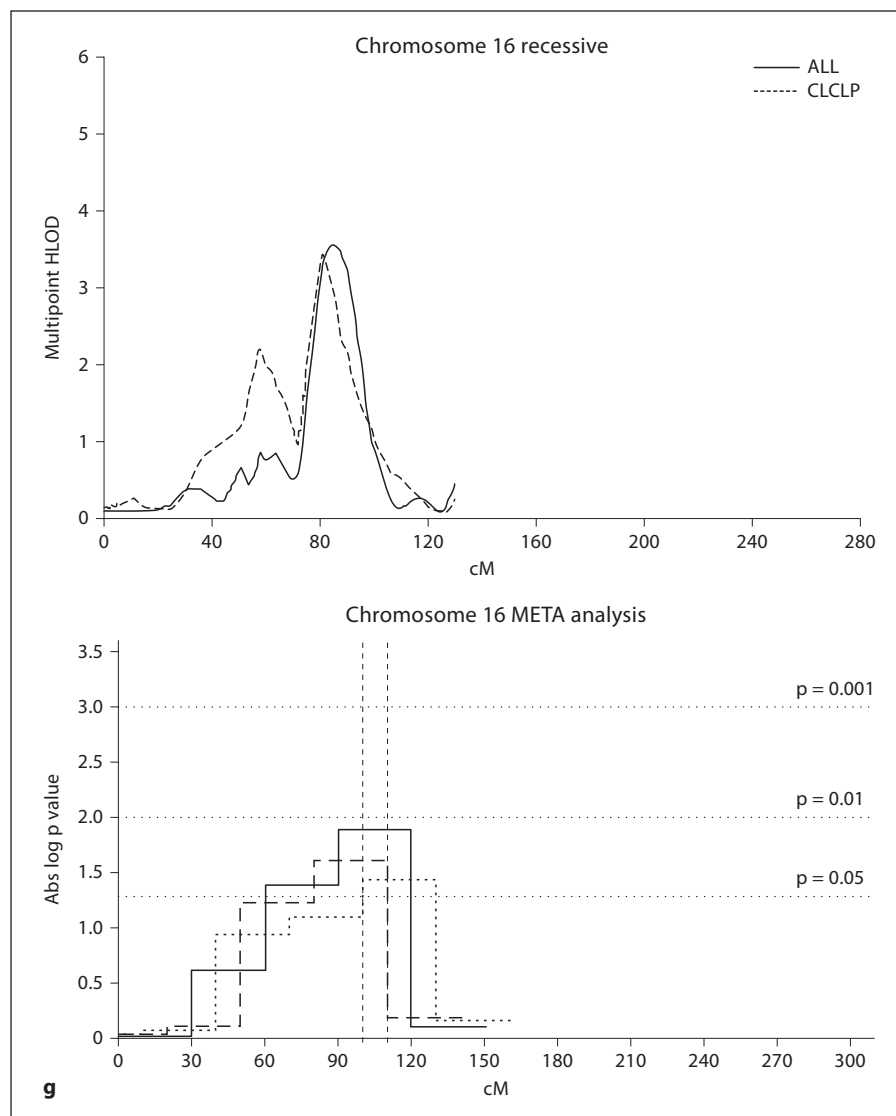 Chromosome 16 recessive
ALL
CLCLP
Multipoint HLOD
6
5
4
3
2
1
0
0 40 80 120 160 200 240 280
cM
Chromosome 16 META analysis
Abs log p value
3.5
3.0
2.5
2.0
1.5
1.0
0.5
0
p = 0.001
p = 0.01
p = 0.05
0 30 60 90 120 150 180 210 240 270 300
cM
g